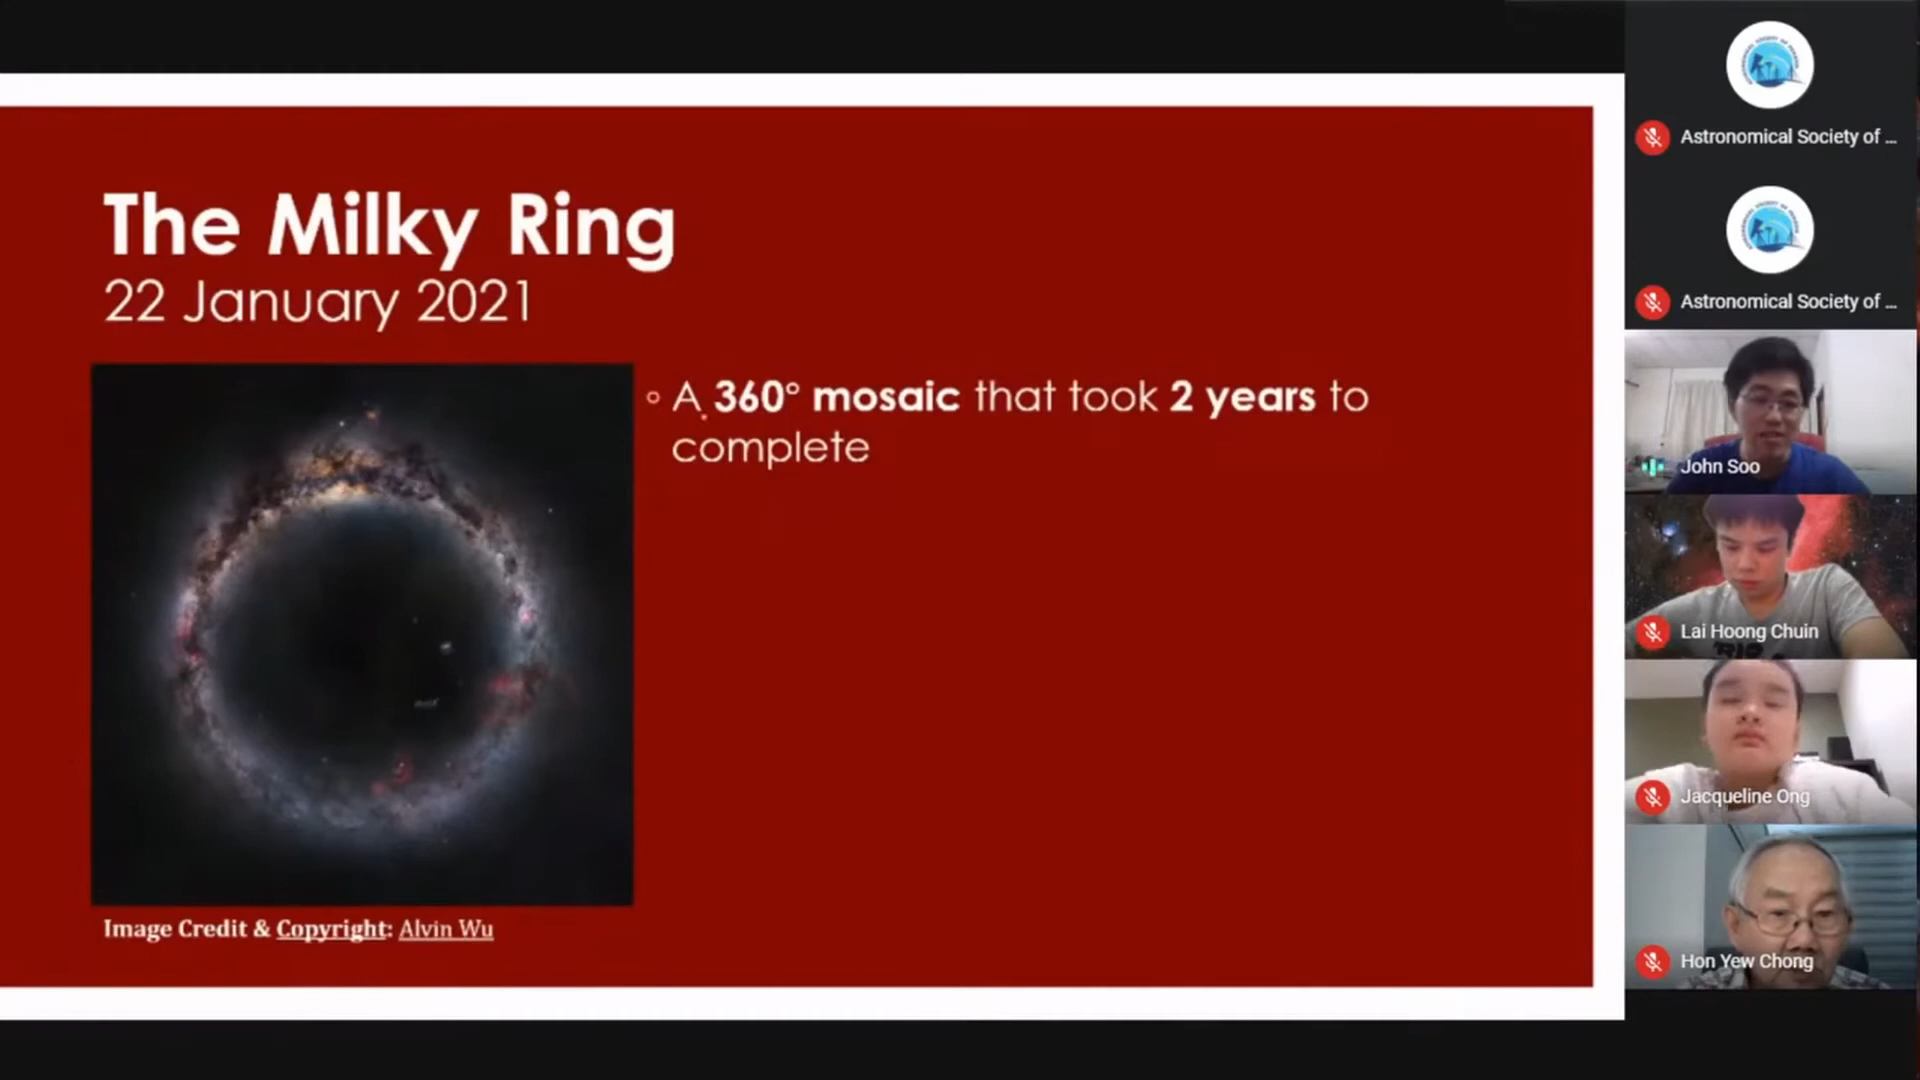 The Milky Ring
22 January 2021
◦ A 360° mosaic that took 2 years to
complete
Image Credit & Copyright: Alvin Wu
Astronomical Society of ...
Astronomical Society of ...
John Soo
Lai Hoong Chuin
Jacqueline Ong
Hon Yew Chong